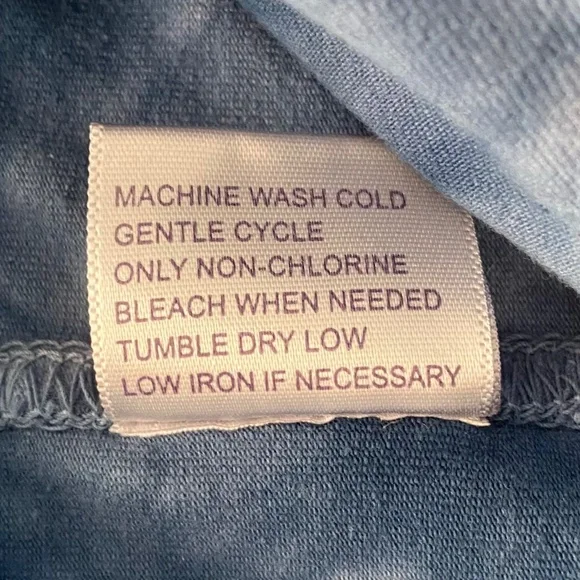 MACHINE WASH COLD
GENTLE CYCLE
ONLY NON-CHLORINE
BLEACH WHEN NEEDED
TUMBLE DRY LOW
LOW IRON IF NECESSARY